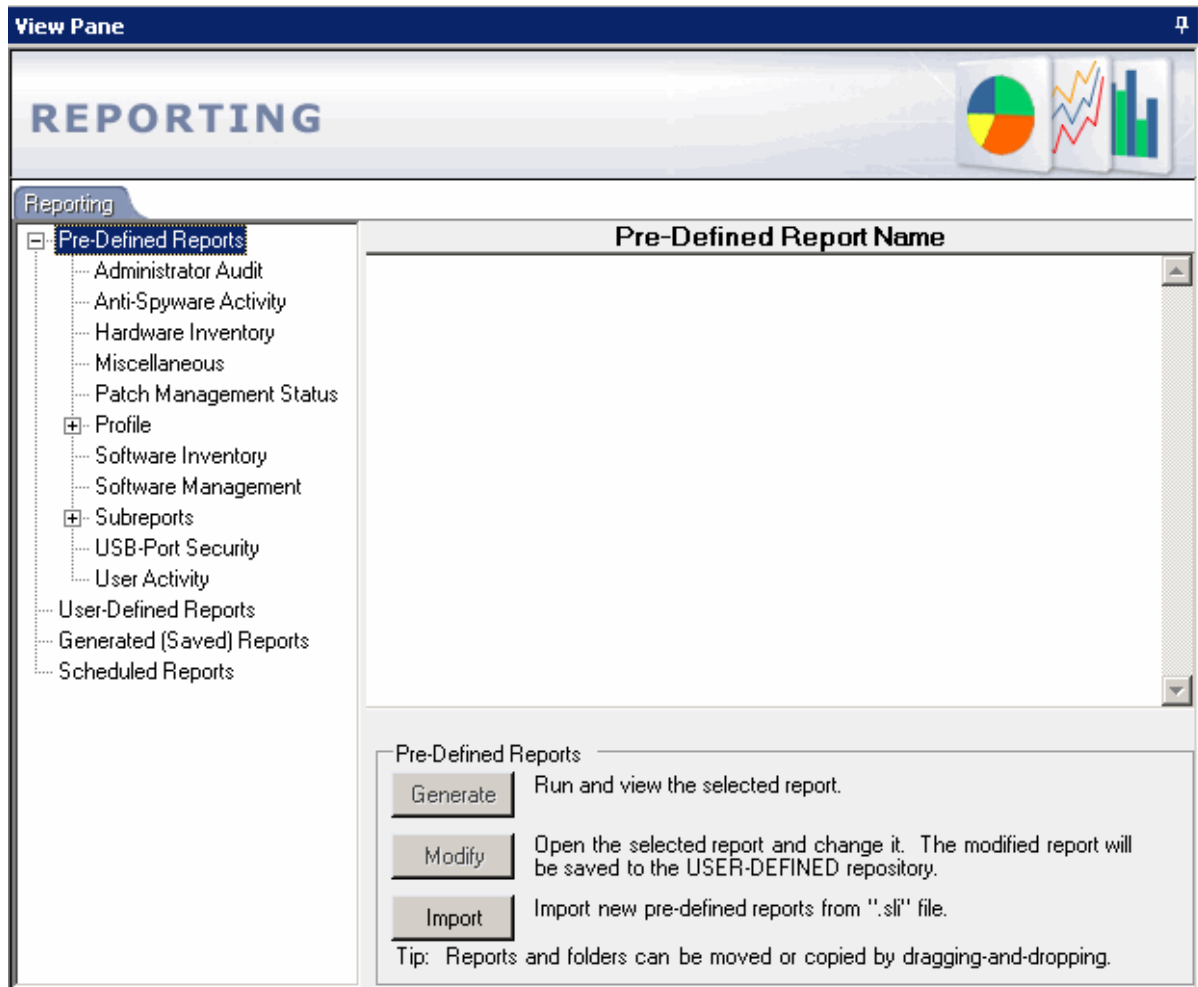 View Pane
REPORTING
Reporting
Pre-Defined Reports
Administrator Audit
Anti-Spyware Activity
Hardware Inventory
Miscellaneous
Patch Management Status
Profile
Software Inventory
Software Management
Subreports
USB-Port Security
User Activity
User-Defined Reports
Generated (Saved) Reports
Scheduled Reports
Pre-Defined Report Name
Pre-Defined Reports
Generate
Run and view the selected report.
Modify
Open the selected report and change it. The modified report will
be saved to the USER-DEFINED repository.
Import
Import new pre-defined reports from ".sli" file.
Tip: Reports and folders can be moved or copied by dragging-and-dropping.